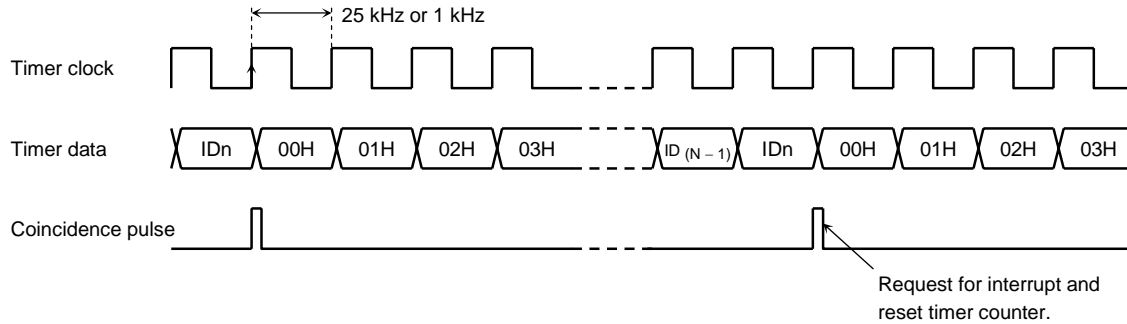 25 kHz or 1 kHz
Timer clock
Timer data IDn 00H 01H 02H 03H ID (N − 1) IDn 00H 01H 02H 03H
Coincidence pulse
Request for interrupt and
reset timer counter.